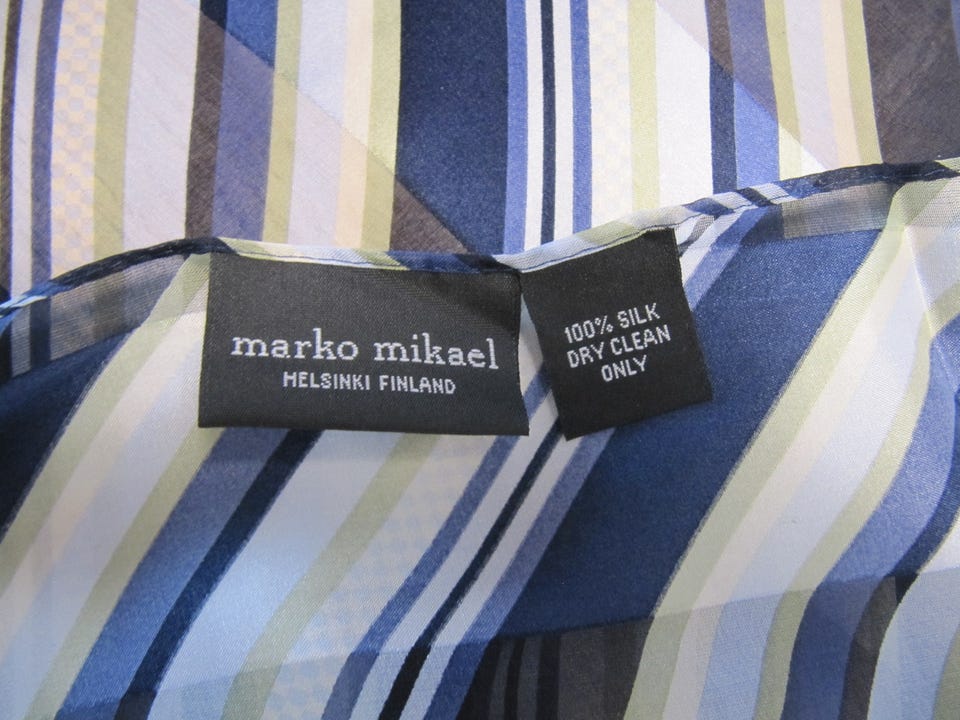 marko mikael
HELSINKI FINLAND
100% SILK
DRY CLEAN
ONLY